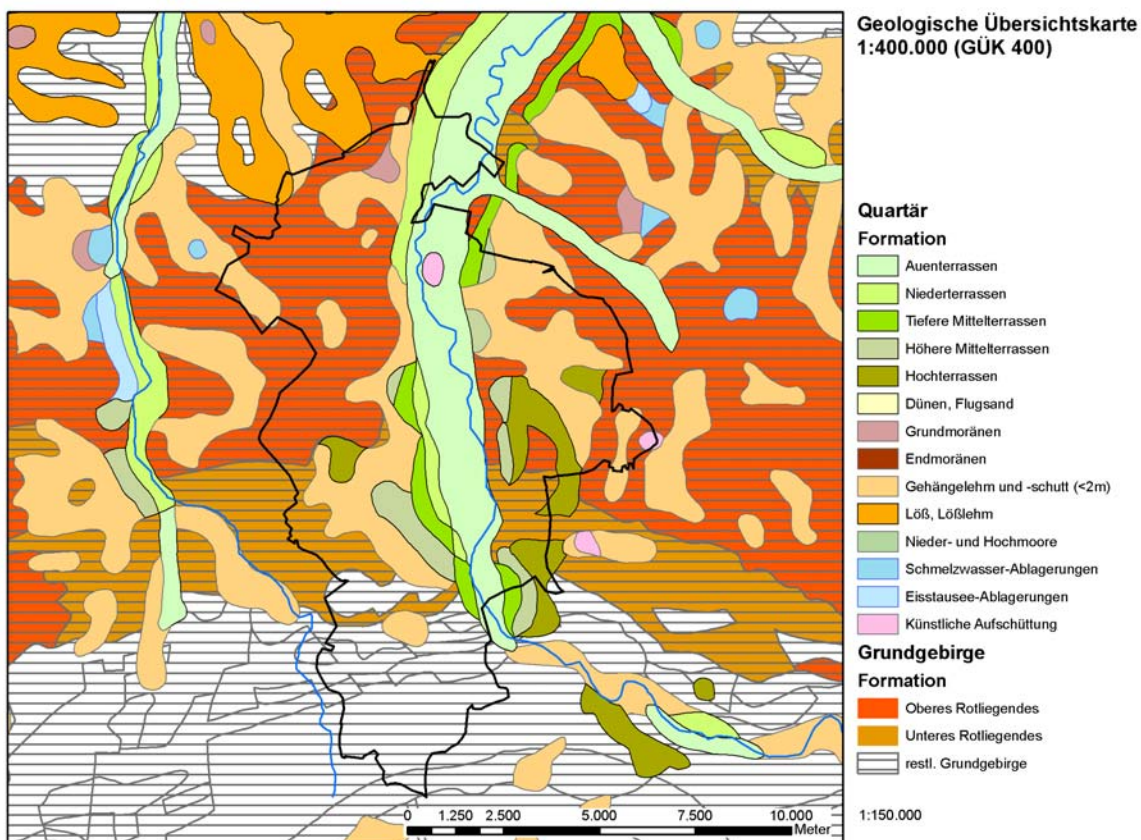 Geologische Übersichtskarte
1:400.000 (GÜK 400)
Quartär
Formation
Auenterrassen
Niederterrassen
Tiefere Mittelterrassen
Höhere Mittelterrassen
Hochterrassen
Dünen, Flugsand
Grundmoränen
Endmoränen
Gehängelehm und -schutt (<2m)
Löß, Lößlehm
Nieder- und Hochmoore
Schmelzwasser-Ablagerungen
Eisstausee-Ablagerungen
Künstliche Aufschüttung
Grundgebirge
Formation
Oberes Rotliegendes
Unteres Rotliegendes
restl. Grundgebirge
0 1.250 2.500 5.000 7.500 10.000
Meter
1:150.000